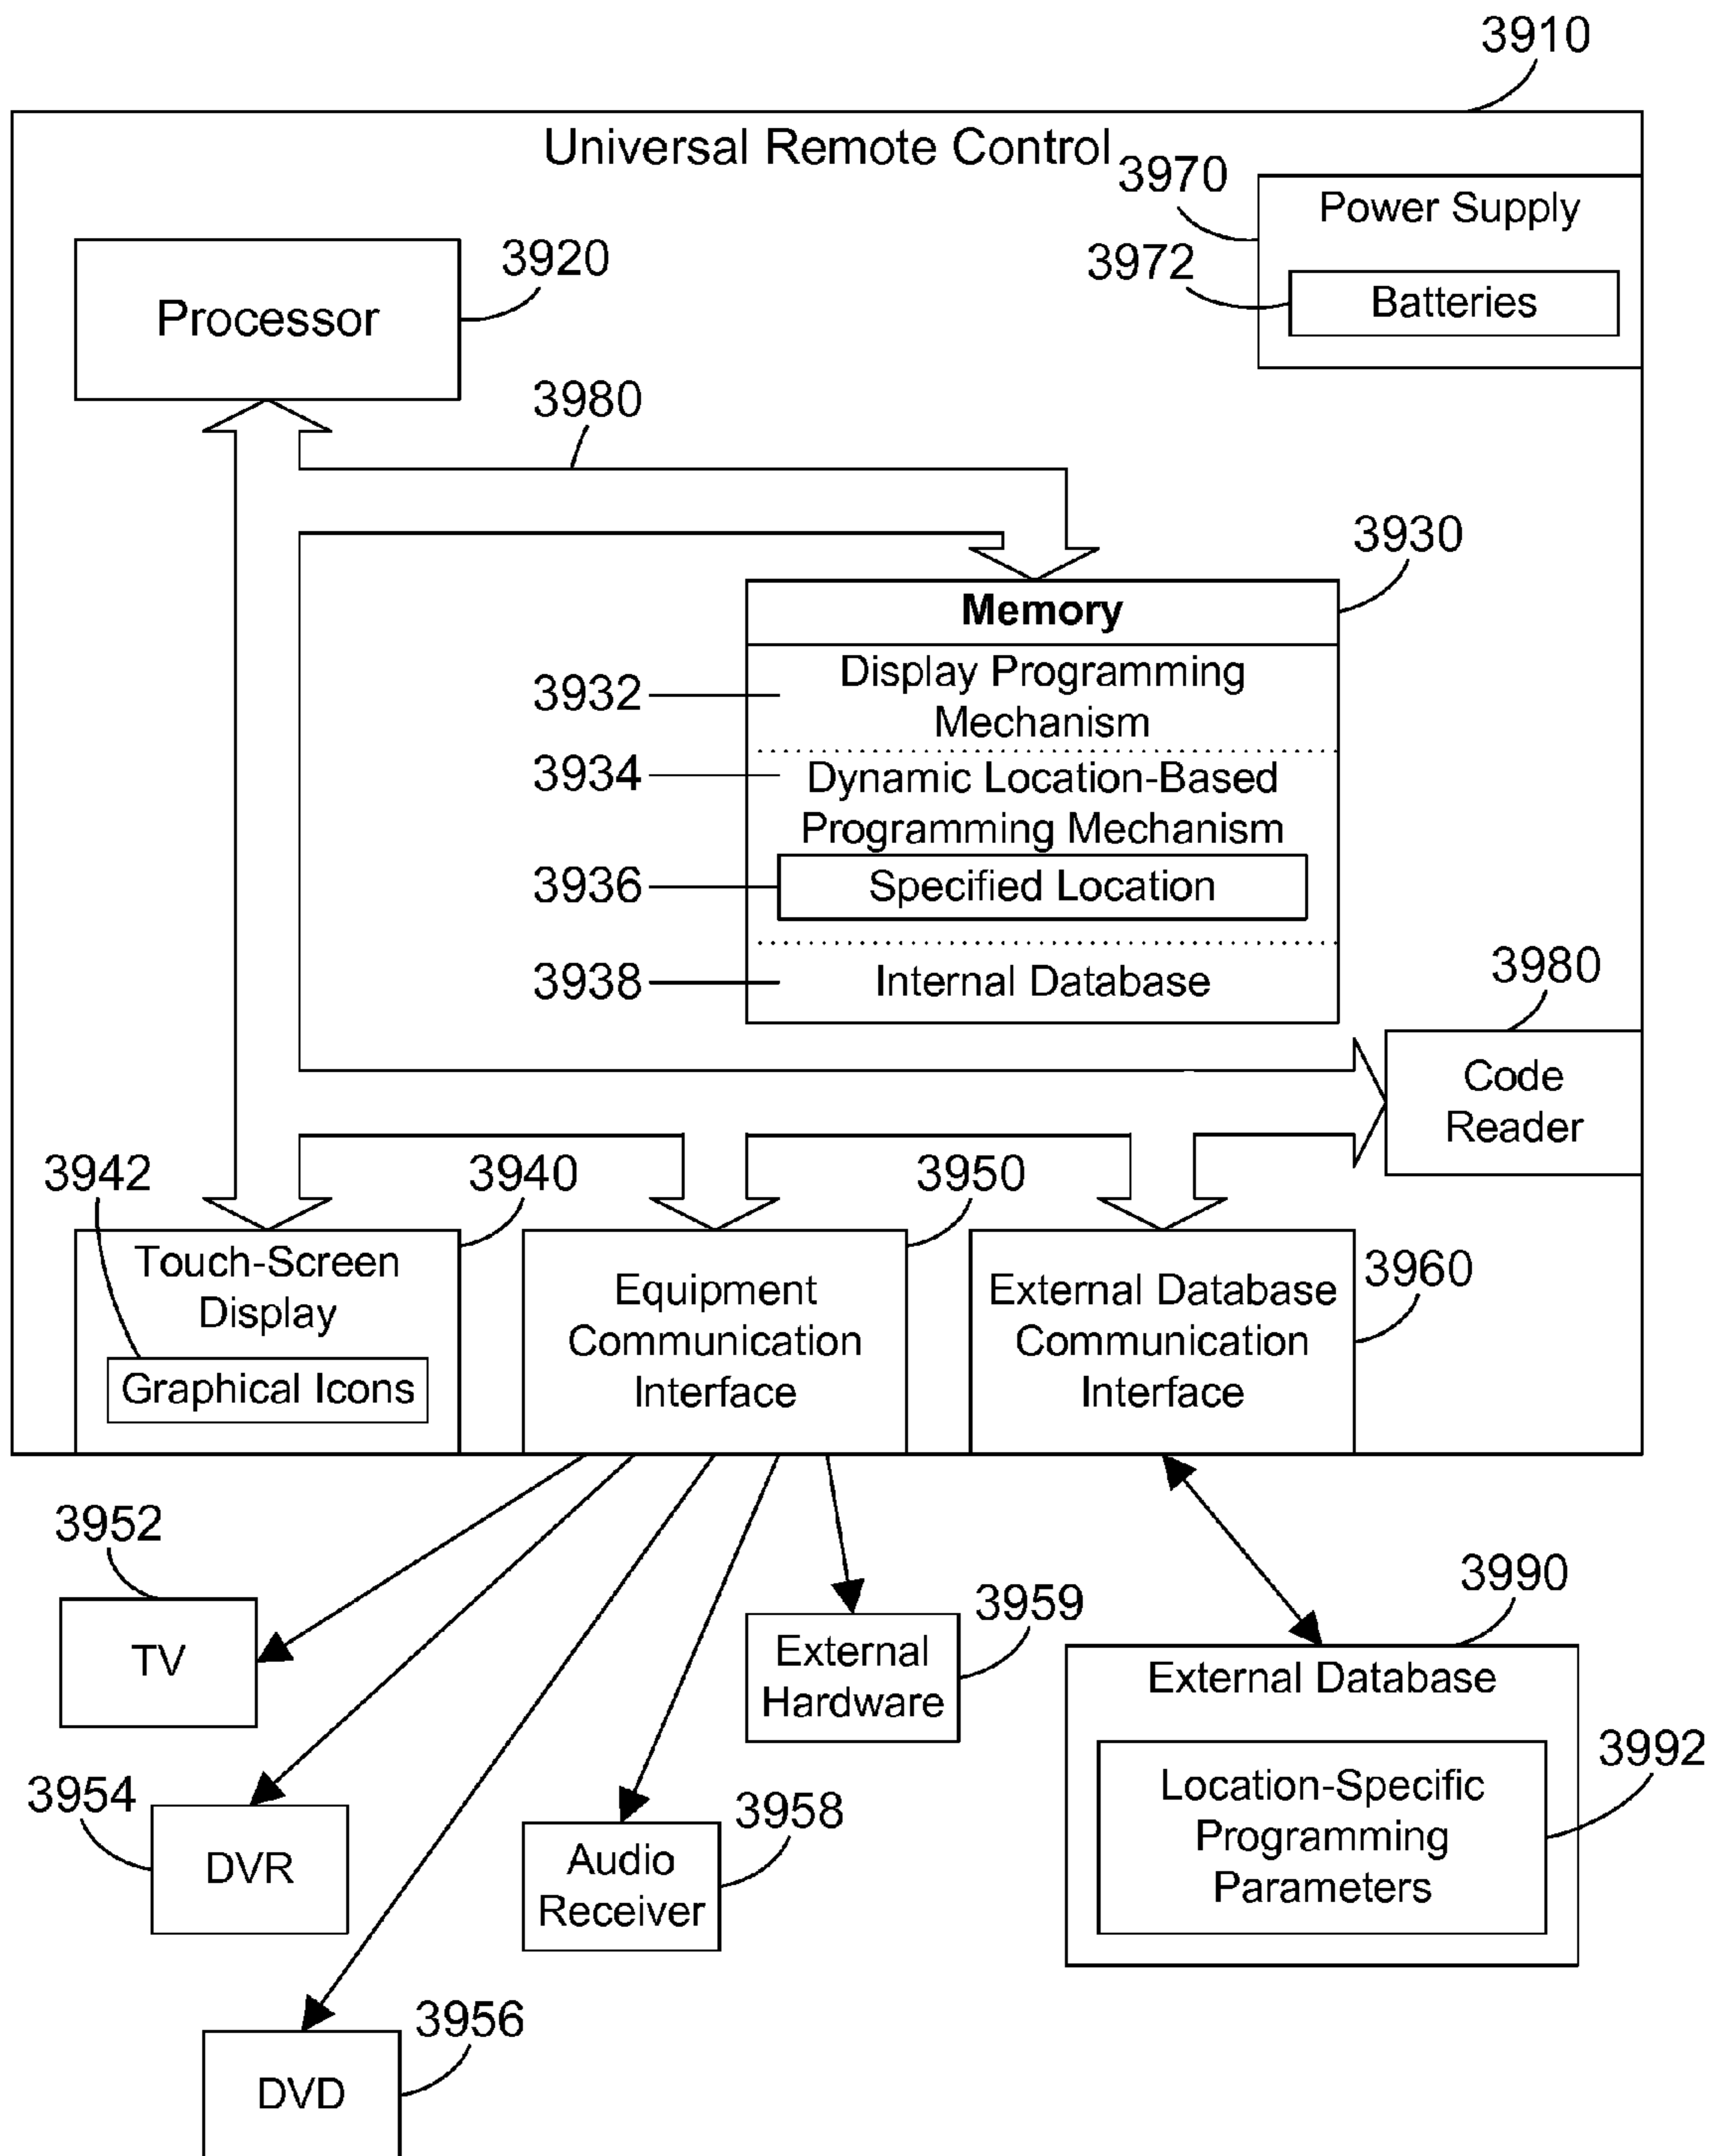 3910
Universal Remote Control
3970
Power Supply
3972
Batteries
3920
Processor
3980
3930
Memory
3932
Display Programming
Mechanism
3934
Dynamic Location-Based
Programming Mechanism
3936
Specified Location
3938
Internal Database
3980
Code
Reader
3942
3940
3950
3960
Touch-Screen
Display
Graphical Icons
Equipment
Communication
Interface
External Database
Communication
Interface
3952
TV
3954
DVR
3956
DVD
3958
Audio
Receiver
3959
External
Hardware
3990
External Database
3992
Location-Specific
Programming
Parameters